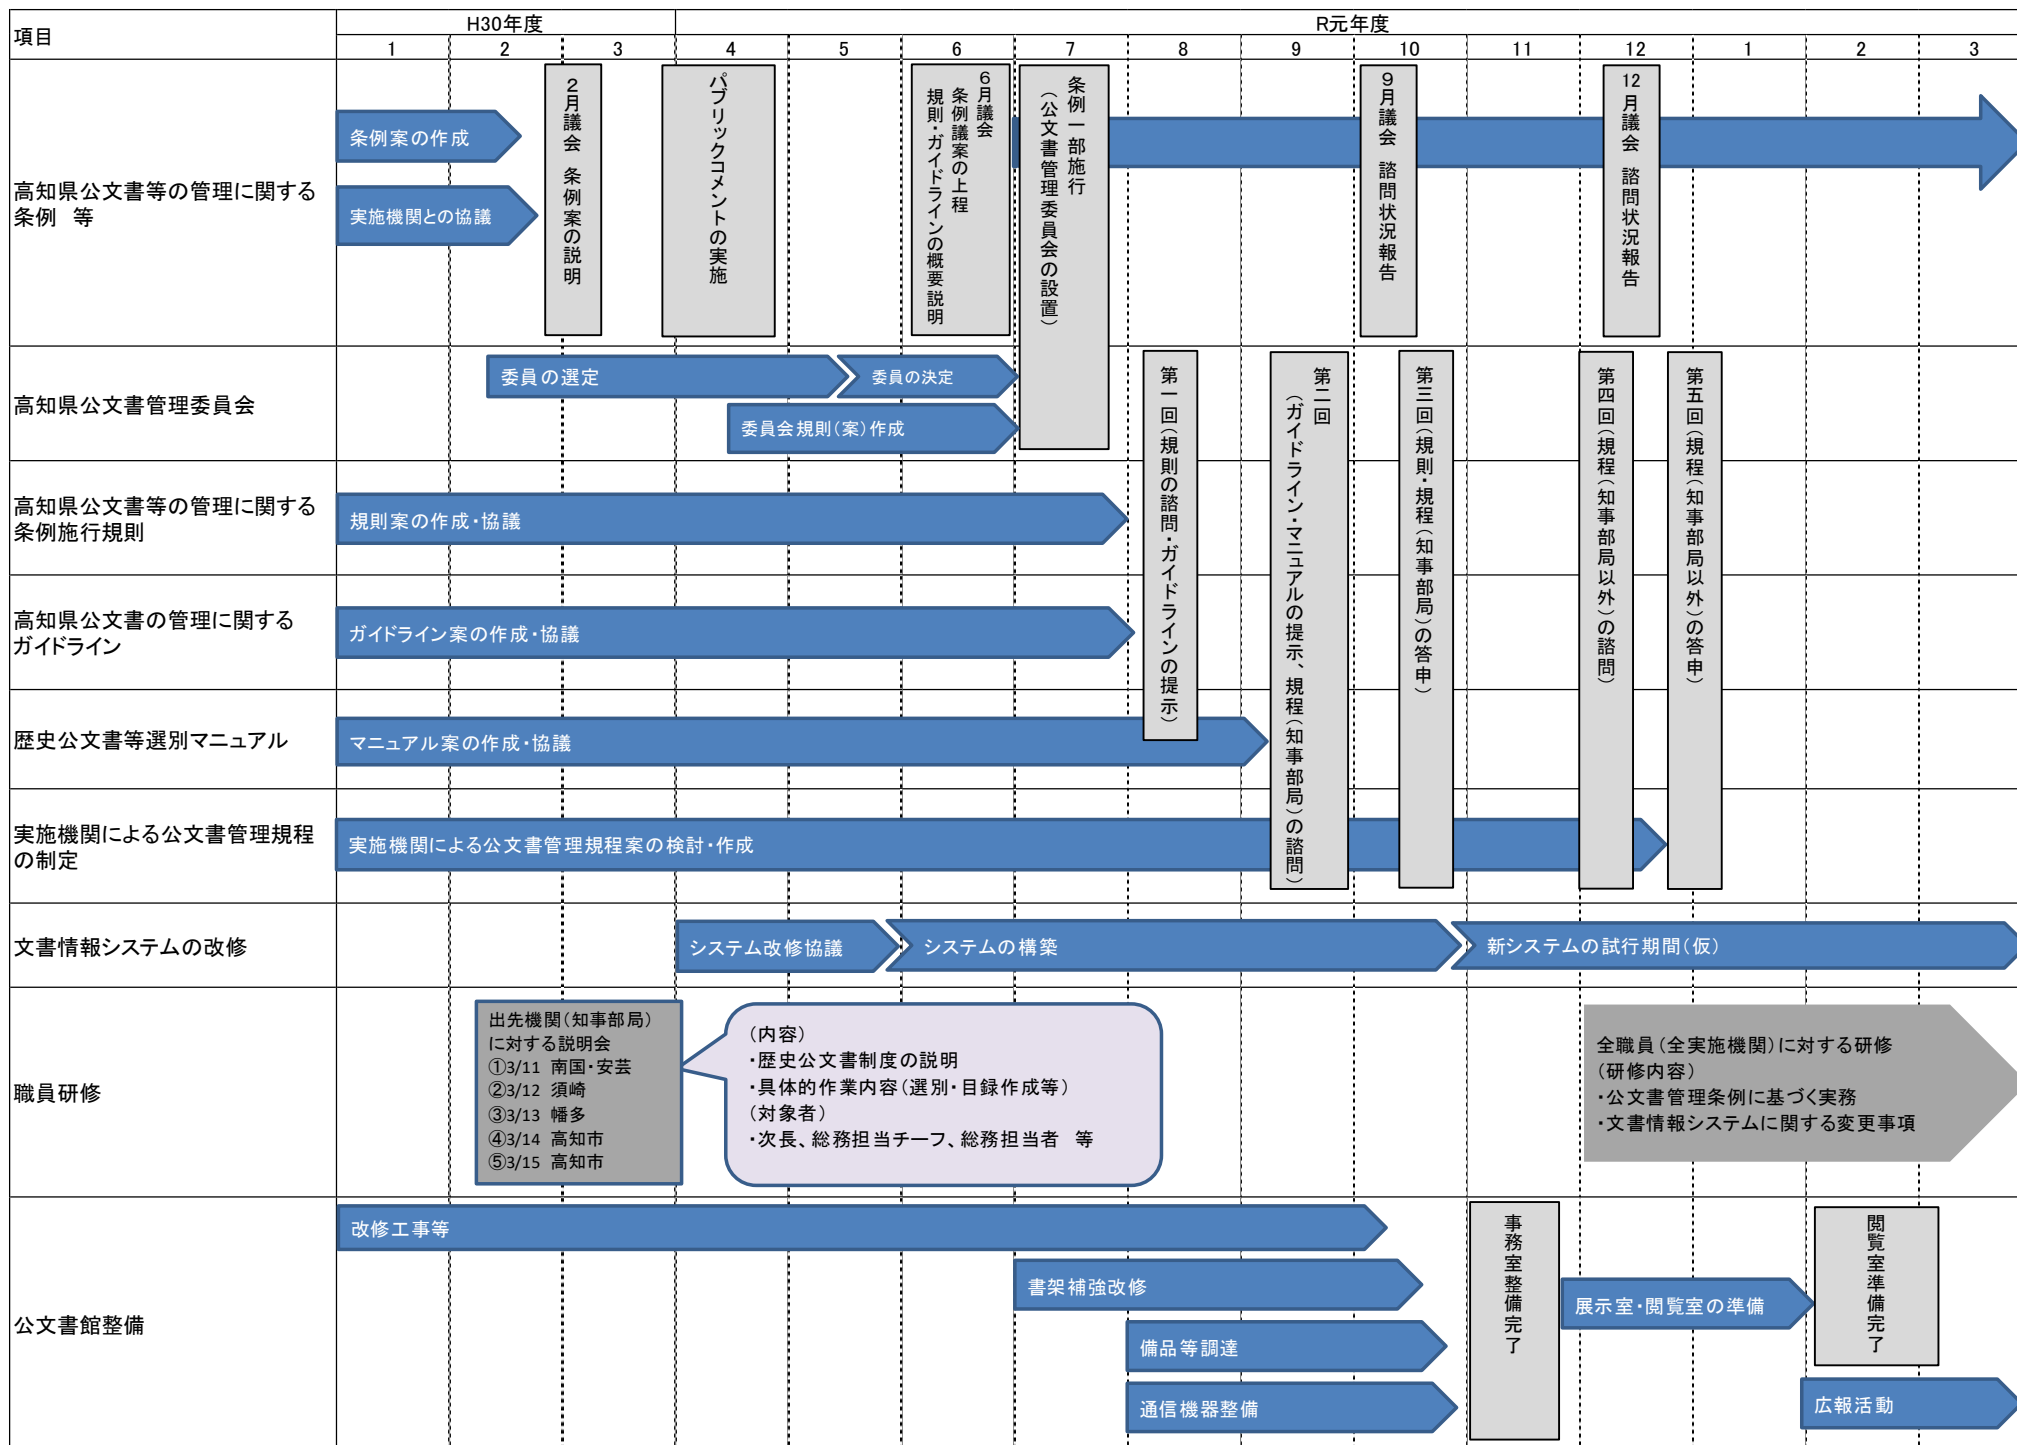 項目
H30年度
R元年度
1
2
3
4
5
6
7
8
9
10
11
12
1
2
3
高知県公文書等の管理に関する
条例　等
条例案の作成
実施機関との協議
2月議会　条例案の説明
パブリックコメントの実施
6月議会
条例議案の上程
規則・ガイドラインの概要説明
条例一部施行
（公文書管理委員会の設置）
9月議会　諮問状況報告
12月議会　諮問状況報告
高知県公文書管理委員会
委員の選定
委員の決定
委員会規則（案）作成
第一回（規則の諮問・ガイドラインの提示）
第二回
（ガイドライン・マニュアルの提示、規程（知事部局）の諮問）
第三回（規則・規程（知事部局）の答申）
第四回（規程（知事部局以外）の諮問）
第五回（規程（知事部局以外）の答申）
高知県公文書等の管理に関する
条例施行規則
規則案の作成・協議
高知県公文書の管理に関する
ガイドライン
ガイドライン案の作成・協議
歴史公文書等選別マニュアル
マニュアル案の作成・協議
実施機関による公文書管理規程
の制定
実施機関による公文書管理規程案の検討・作成
文書情報システムの改修
システム改修協議
システムの構築
新システムの試行期間（仮）
職員研修
出先機関（知事部局）
に対する説明会
①3/11 南国・安芸
②3/12 須崎
③3/13 幡多
④3/14 高知市
⑤3/15 高知市
（内容）
・歴史公文書制度の説明
・具体的作業内容（選別・目録作成等）
（対象者）
・次長、総務担当チーフ、総務担当者　等
全職員（全実施機関）に対する研修
（研修内容）
・公文書管理条例に基づく実務
・文書情報システムに関する変更事項
公文書館整備
改修工事等
書架補強改修
備品等調達
通信機器整備
事務室整備完了
展示室・閲覧室の準備
閲覧室準備完了
広報活動